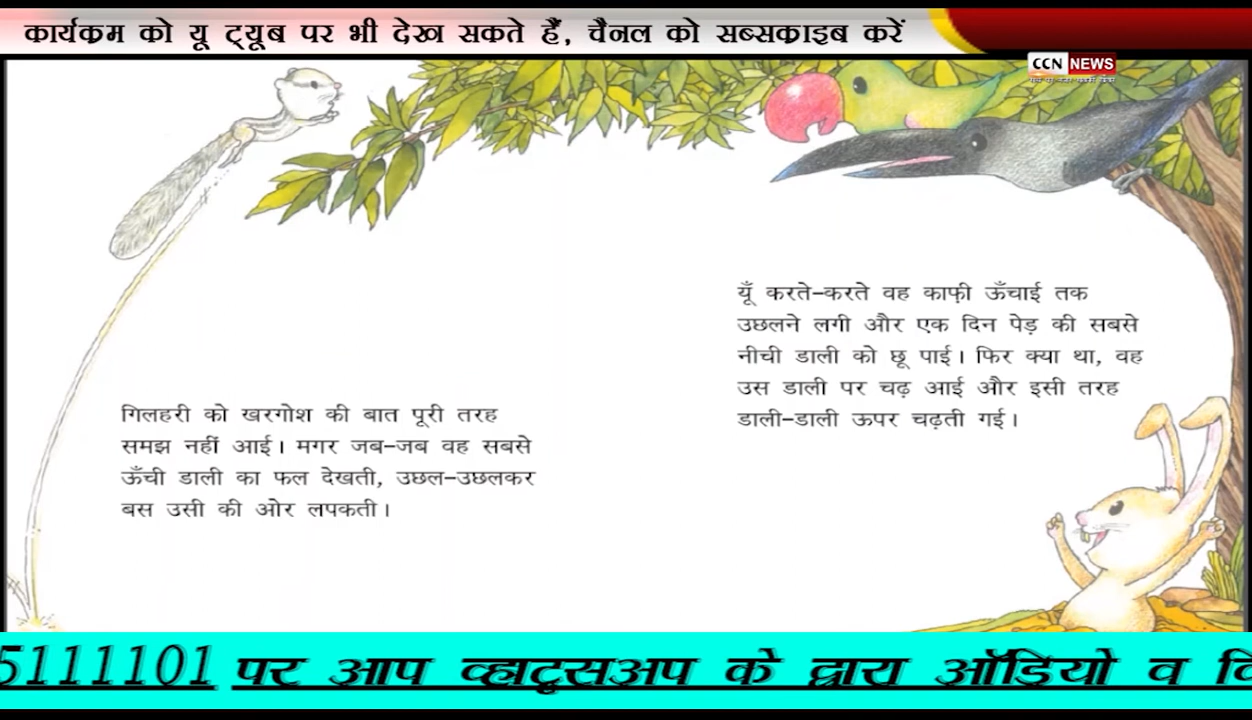 कार्यक्रम को यू ट्यूब पर भी देख सकते हैं, चैनल को सब्सक्राइब करें
CCN NEWS
गिलहरी को खरगोश की बात पूरी तरह
समझ नहीं आई। मगर जब-जब वह सबसे
ऊँची डाली का फल देखती, उछल-उछलकर
बस उसी की ओर लपकती।
यूँ करते-करते वह काफ़ी ऊँचाई तक
उछलने लगी और एक दिन पेड़ की सबसे
नीची डाली को छू पाई। फिर क्या था, वह
उस डाली पर चढ़ आई और इसी तरह
डाली-डाली ऊपर चढ़ती गई।
5111101 पर आप व्हाट्सअप के द्वारा ऑडियो व वि